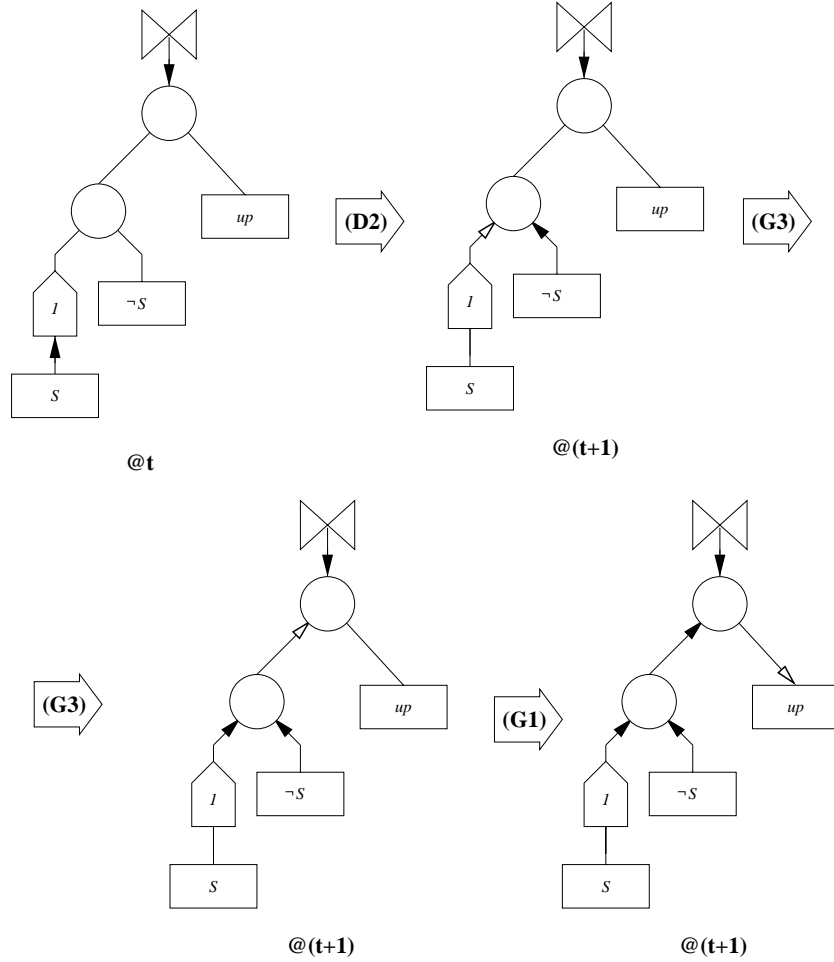 up
up
(D2)
(G3)
1
¬S
1
¬S
S
S
@t
@(t+1)
(G3)
up
(G1)
up
1
¬S
1
¬S
S
S
@(t+1)
@(t+1)